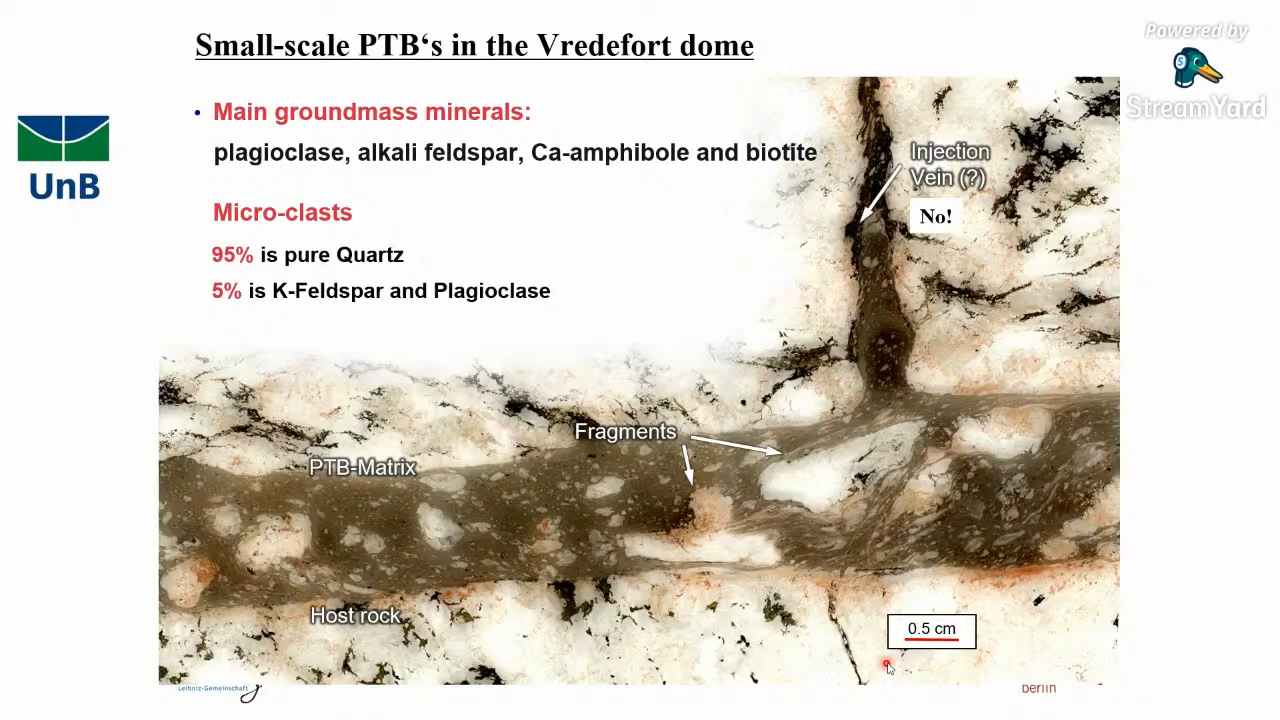 Small-scale PTB‘s in the Vredefort dome
Powered by
StreamYard
UnB
• Main groundmass minerals:
plagioclase, alkali feldspar, Ca-amphibole and biotite
Micro-clasts
95% is pure Quartz
5% is K-Feldspar and Plagioclase
Injection
Vein (?)
No!
Fragments
PTB-Matrix
Host rock
0.5 cm
Leibniz-Gemeinschaft
berlin